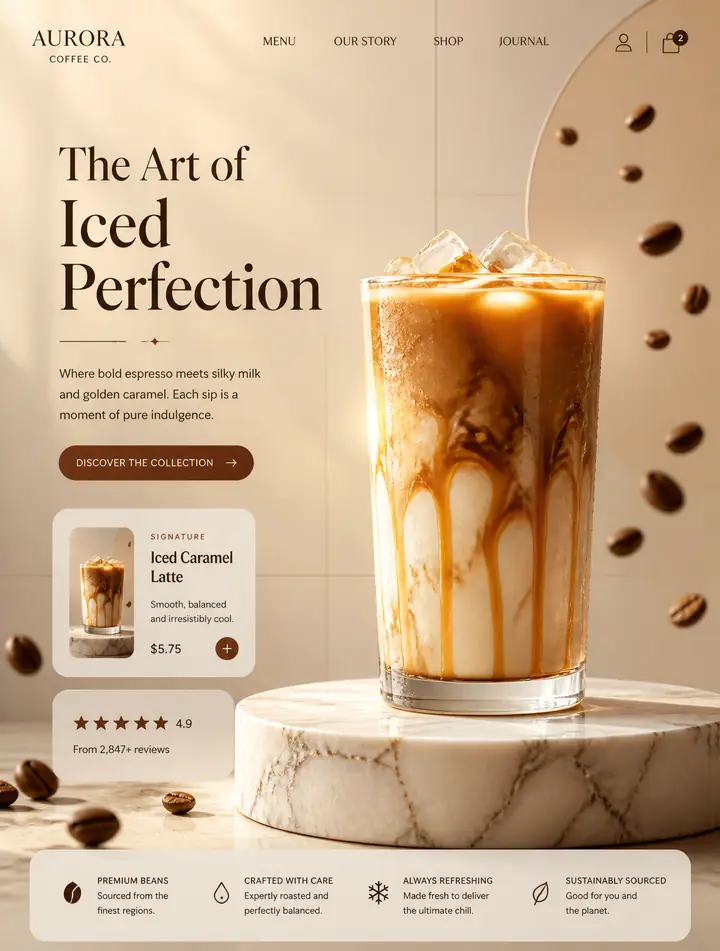 AURORA
COFFEE CO.
MENU
OUR STORY
SHOP
JOURNAL
2
The Art of
Iced
Perfection
Where bold espresso meets silky milk
and golden caramel. Each sip is a
moment of pure indulgence.
DISCOVER THE COLLECTION →
SIGNATURE
Iced Caramel
Latte
Smooth, balanced
and irresistibly cool.
$5.75
+
★★★★★ 4.9
From 2,847+ reviews
PREMIUM BEANS
Sourced from the
finest regions.
CRAFTED WITH CARE
Expertly roasted and
perfectly balanced.
ALWAYS REFRESHING
Made fresh to deliver
the ultimate chill.
SUSTAINABLY SOURCED
Good for you and
the planet.